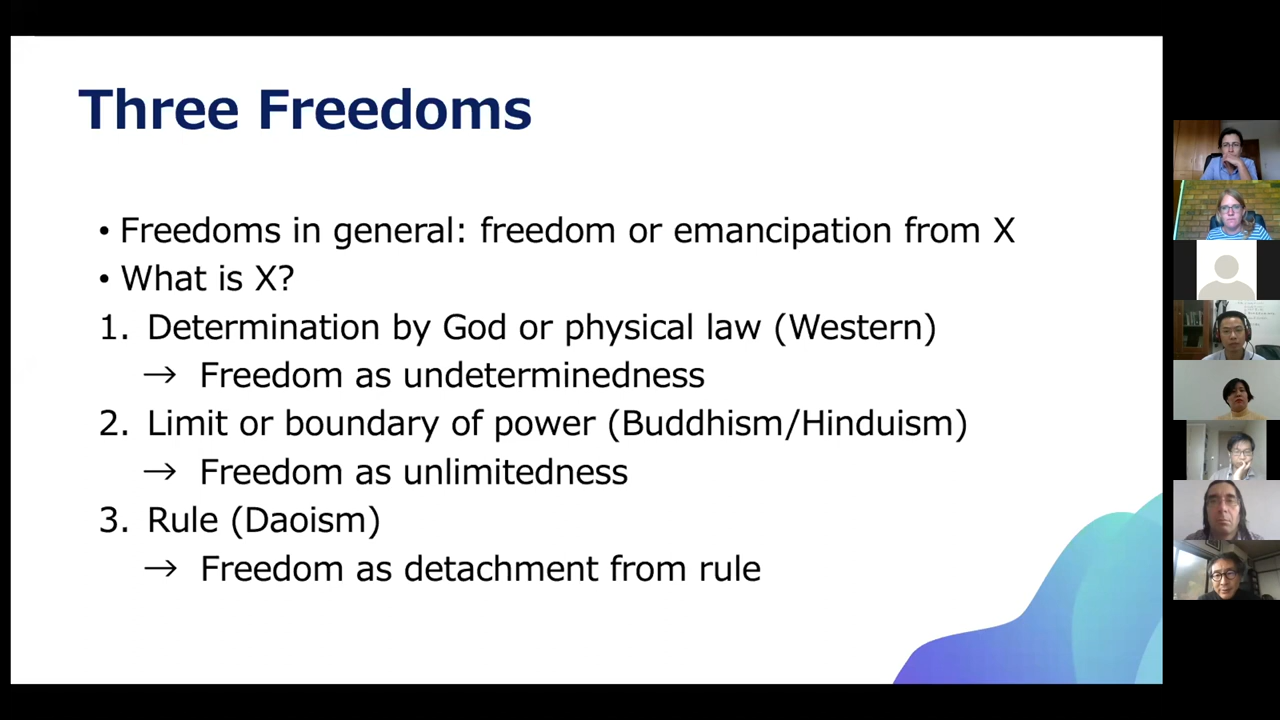 Three Freedoms
• Freedoms in general: freedom or emancipation from X
• What is X?
1. Determination by God or physical law (Western)
→ Freedom as undeterminedness
2. Limit or boundary of power (Buddhism/Hinduism)
→ Freedom as unlimitedness
3. Rule (Daoism)
→ Freedom as detachment from rule